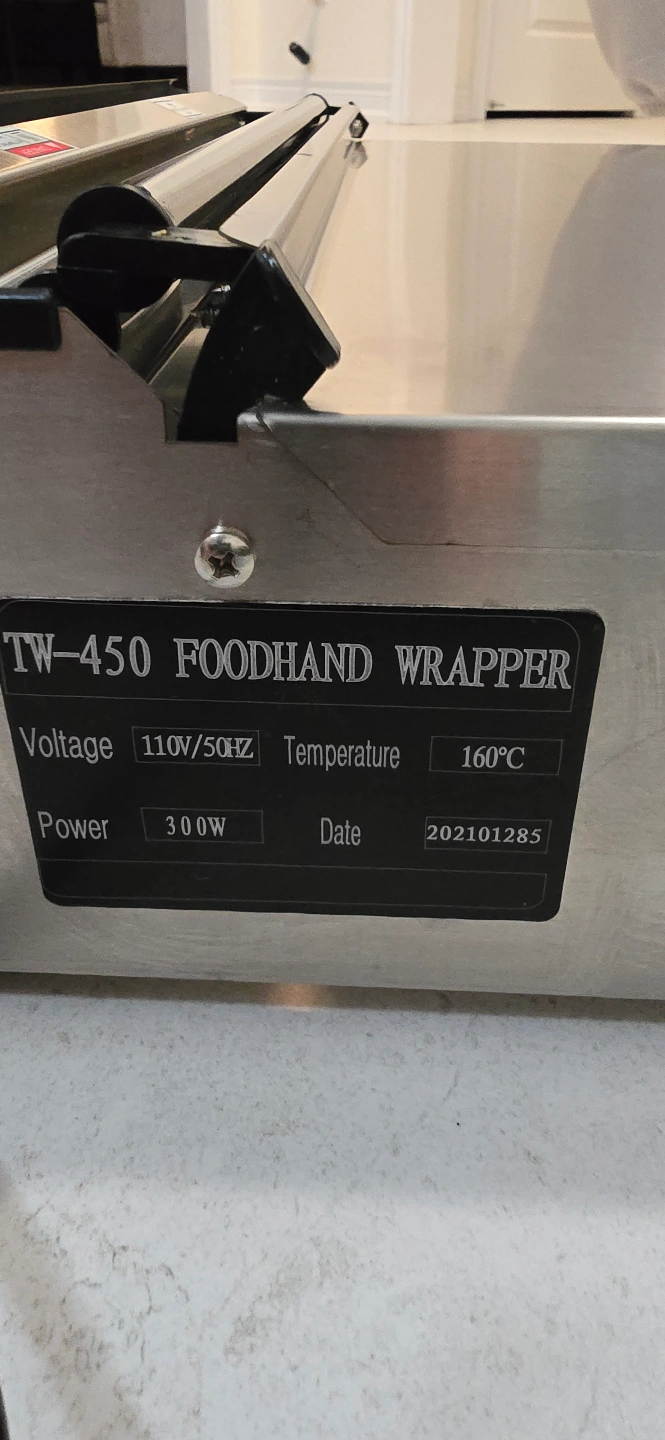 TW-450 FOODHAND WRAPPER
Voltage 110V/50HZ Temperature 160°C
Power 300W Date 202101285